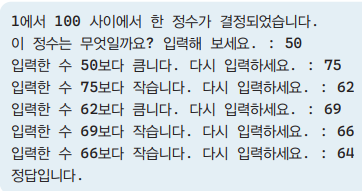 1에서 100 사이에서 한 정수가 결정되었습니다.
이 정수는 무엇일까요? 입력해 보세요. : 50
입력한 수 50보다 큽니다. 다시 입력하세요. : 75
입력한 수 75보다 작습니다. 다시 입력하세요. : 62
입력한 수 62보다 큽니다. 다시 입력하세요. : 69
입력한 수 69보다 작습니다. 다시 입력하세요. : 66
입력한 수 66보다 작습니다. 다시 입력하세요. : 64
정답입니다.